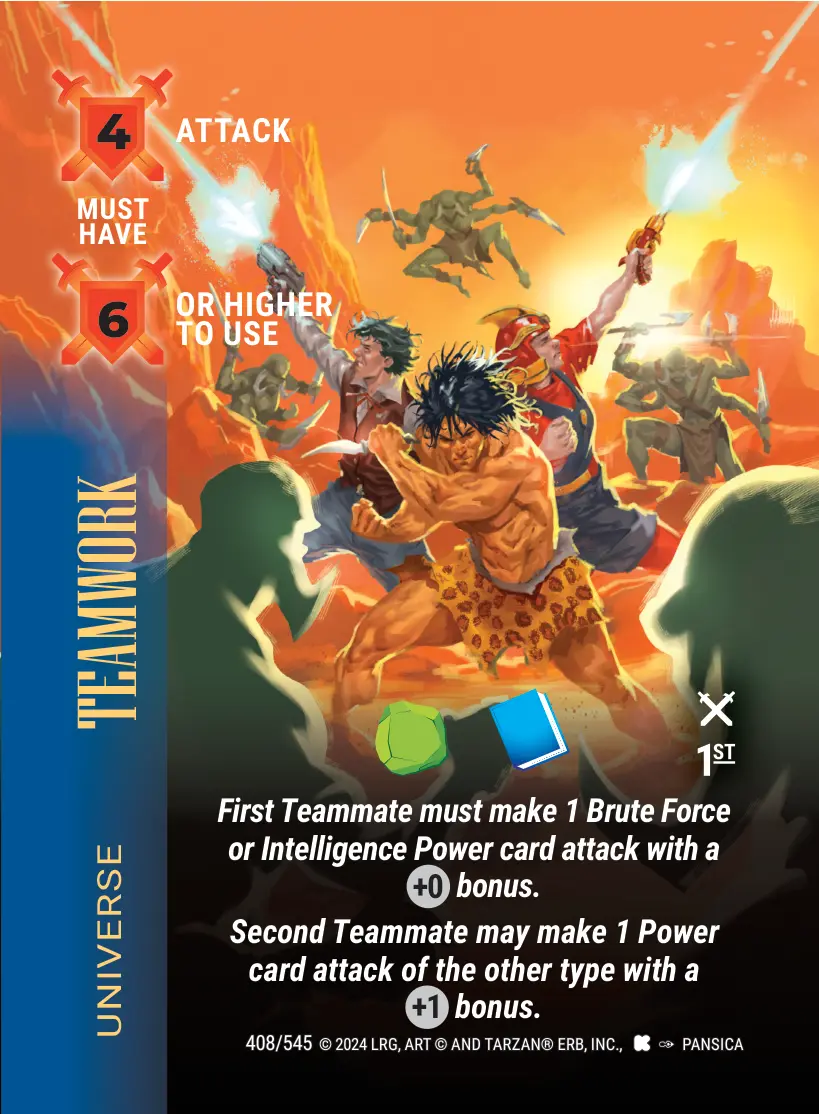 4 ATTACK
MUST
HAVE
6 OR HIGHER
TO USE
TEAMWORK
UNIVERSE
1ST
First Teammate must make 1 Brute Force
or Intelligence Power card attack with a
+0 bonus.
Second Teammate may make 1 Power
card attack of the other type with a
+1 bonus.
408/545 © 2024 LRG, ART © AND TARZAN® ERB, INC., PANSICA